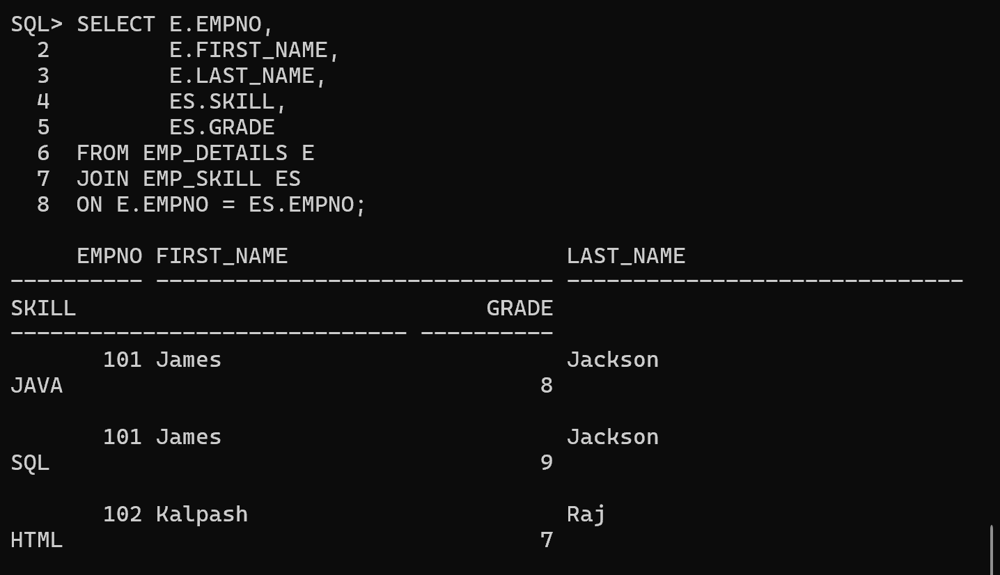 SQL> SELECT E.EMPNO,
  2         E.FIRST_NAME,
  3         E.LAST_NAME,
  4         ES.SKILL,
  5         ES.GRADE
  6  FROM EMP_DETAILS E
  7  JOIN EMP_SKILL ES
  8  ON E.EMPNO = ES.EMPNO;

     EMPNO FIRST_NAME                     LAST_NAME
---------- ------------------------------ ------------------------------
SKILL                               GRADE
------------------------------ ----------
       101 James                          Jackson
JAVA                                    8

       101 James                          Jackson
SQL                                     9

       102 Kalpash                        Raj
HTML                                    7